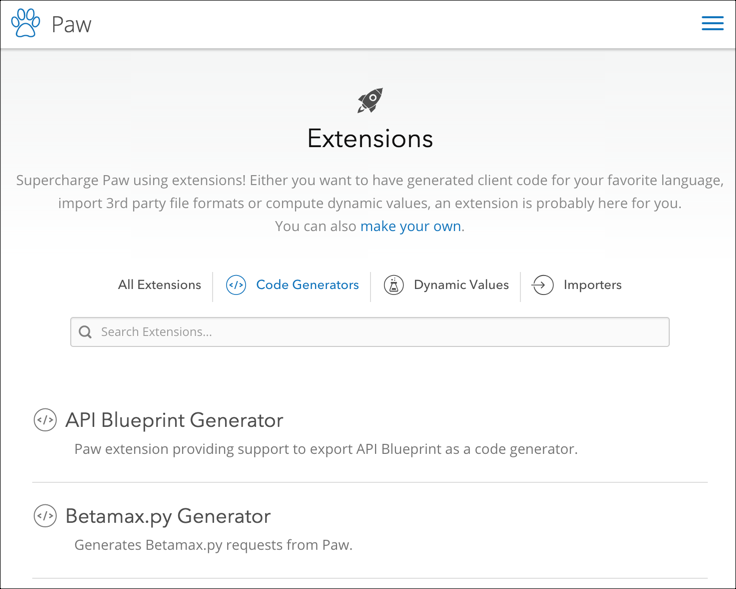 Paw
Extensions
Supercharge Paw using extensions! Either you want to have generated client code for your favorite language,
import 3rd party file formats or compute dynamic values, an extension is probably here for you.
You can also make your own.
All Extensions </> Code Generators Dynamic Values Importers
Search Extensions...
</> API Blueprint Generator
Paw extension providing support to export API Blueprint as a code generator.
</> Betamax.py Generator
Generates Betamax.py requests from Paw.